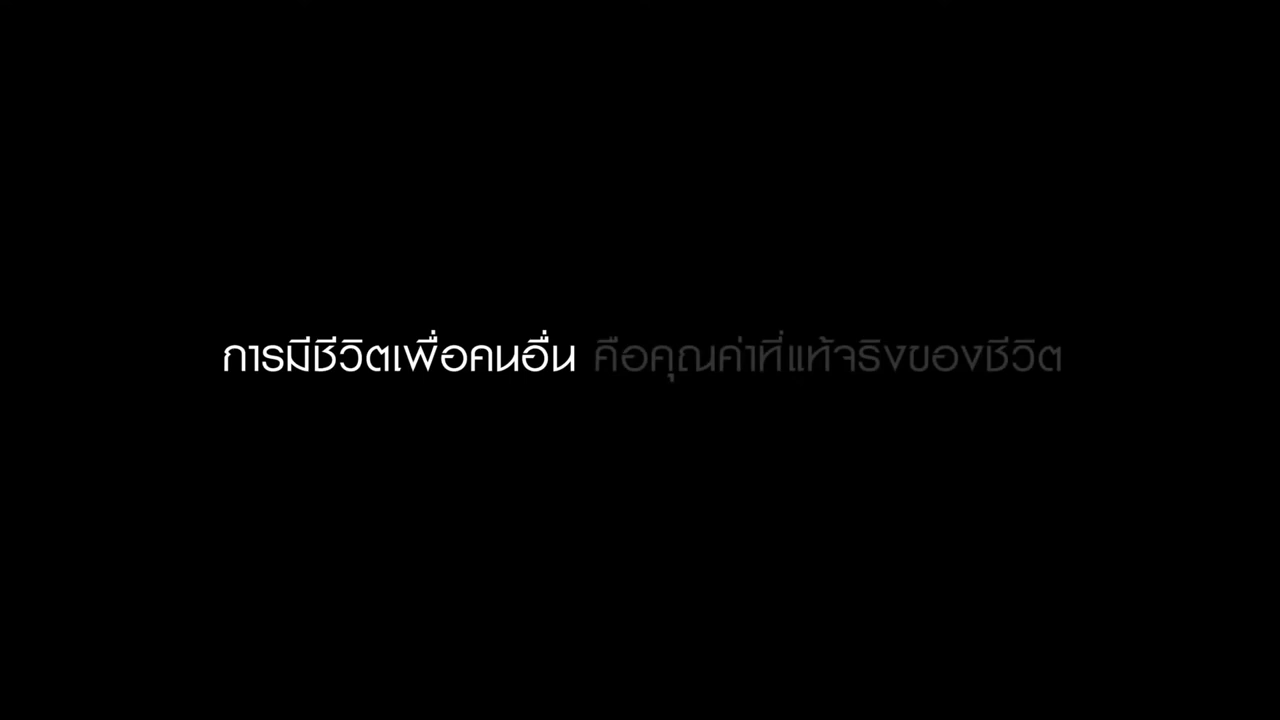 การมีชีวิตเพื่อคนอื่น คือคุณค่าที่แท้จริงของชีวิต